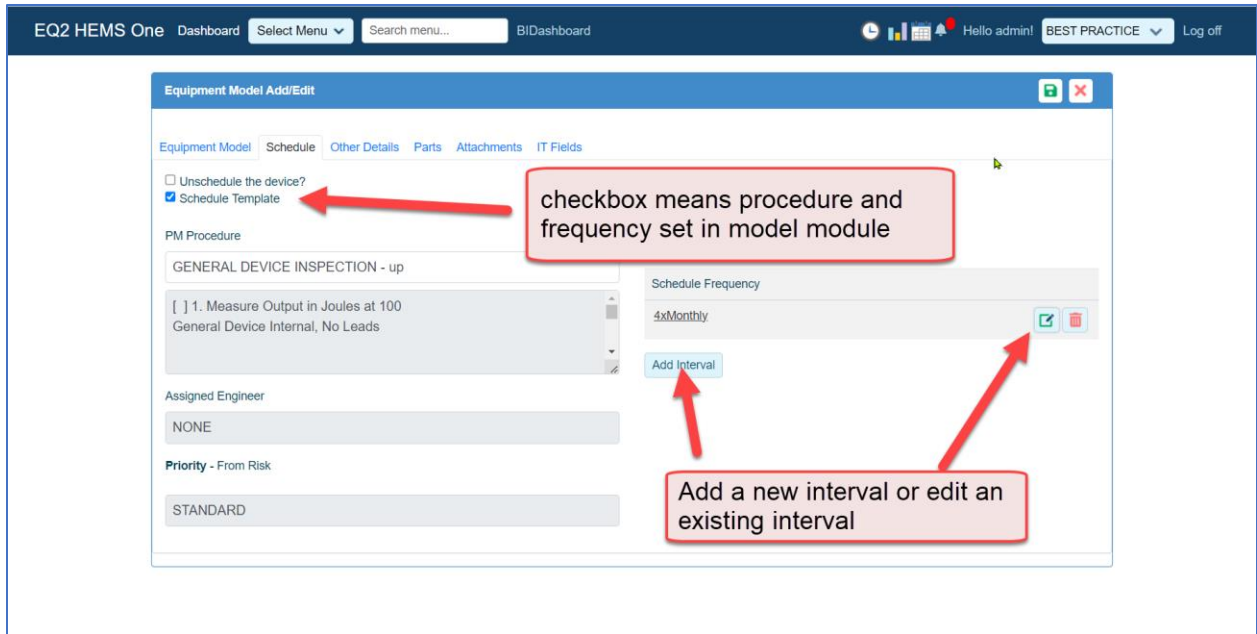 EQ2 HEMS One Dashboard Select Menu Search menu... BIDashboard Hello admin! BEST PRACTICE Log off
Equipment Model Add/Edit
Equipment Model Schedule Other Details Parts Attachments IT Fields
Unschedule the device?
Schedule Template
checkbox means procedure and
frequency set in model module
PM Procedure
GENERAL DEVICE INSPECTION - up
[ ] 1. Measure Output in Joules at 100
General Device Internal, No Leads
Schedule Frequency
4xMonthly
Add Interval
Assigned Engineer
NONE
Priority - From Risk
STANDARD
Add a new interval or edit an
existing interval